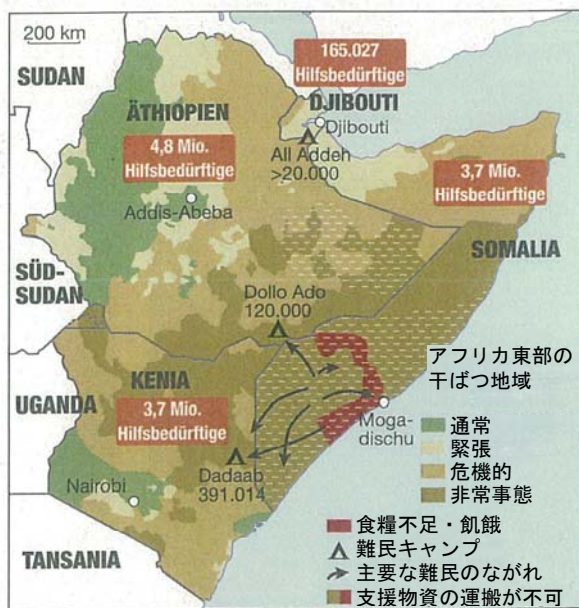 200 km
SUDAN
165.027
Hilfsbedürftige
DJIBOUTI
Djibouti
ÄTHIOPIEN
4,8 Mio.
Hilfsbedürftige
All Addeh
>20.000
3,7 Mio.
Hilfsbedürftige
Addis-Abeba
SOMALIA
SÜD-
SUDAN
Dollo Ado
120.000
アフリカ東部の
干ばつ地域
KENIA
UGANDA
3,7 Mio.
Hilfsbedürftige
Moga-
dischu
通常
緊張
危機的
非常事態
Dadaab
391.014
Nairobi
TANSANIA
食糧不足・飢餓
難民キャンプ
主要な難民のながれ
支援物資の運搬が不可